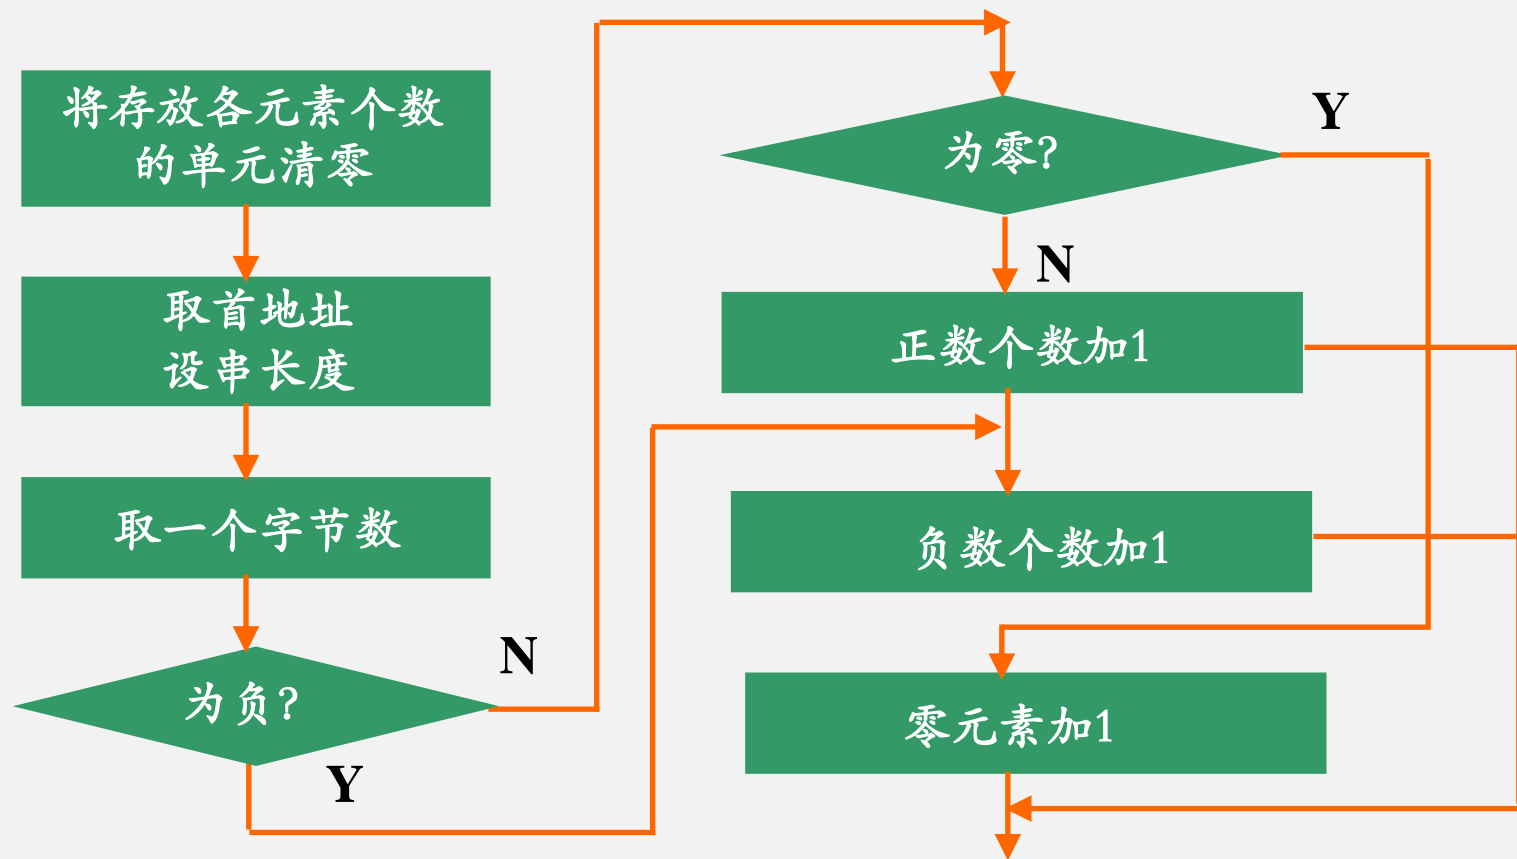 将存放各元素个数
的单元清零
取首地址
设串长度
取一个字节数
为负?
N
Y
为零?
Y
N
正数个数加1
负数个数加1
零元素加1